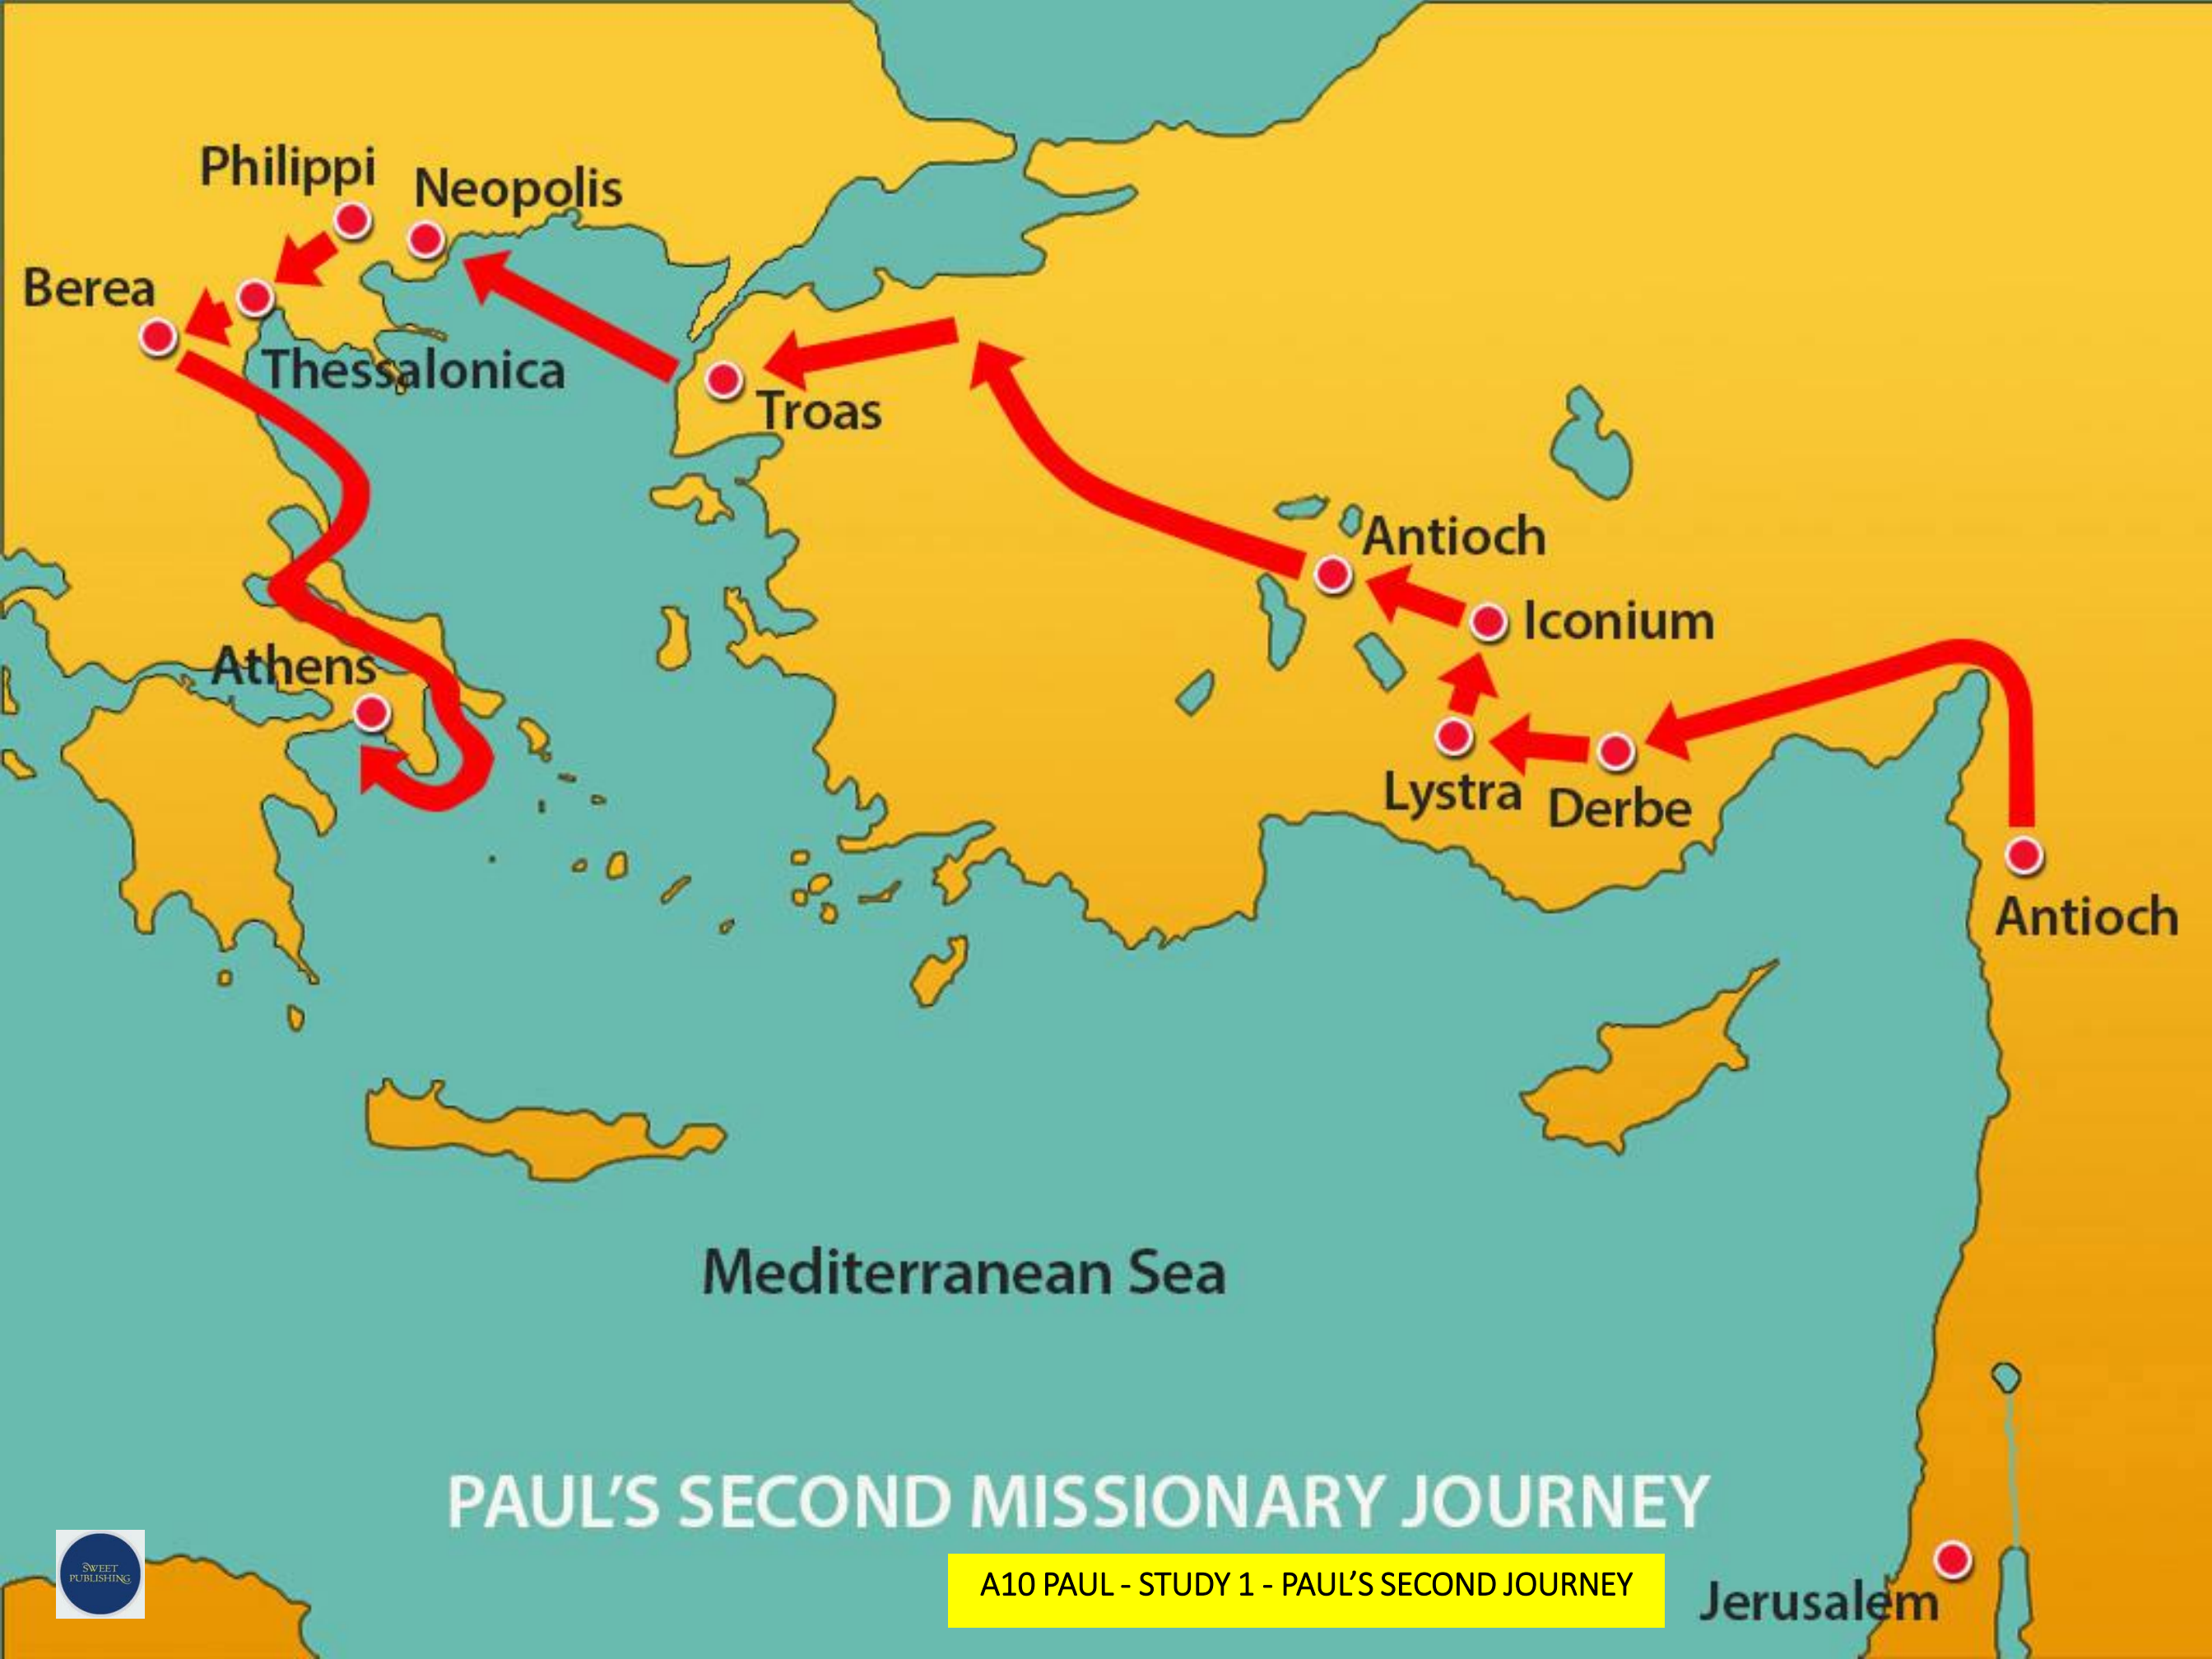 Philippi
Neopolis
Berea
Thessalonica
Troas
Antioch
Iconium
Athens
Lystra
Derbe
Antioch
Mediterranean Sea
PAUL'S SECOND MISSIONARY JOURNEY
SWEET
PUBLISHING
A10 PAUL - STUDY 1 - PAUL'S SECOND JOURNEY
Jerusalem